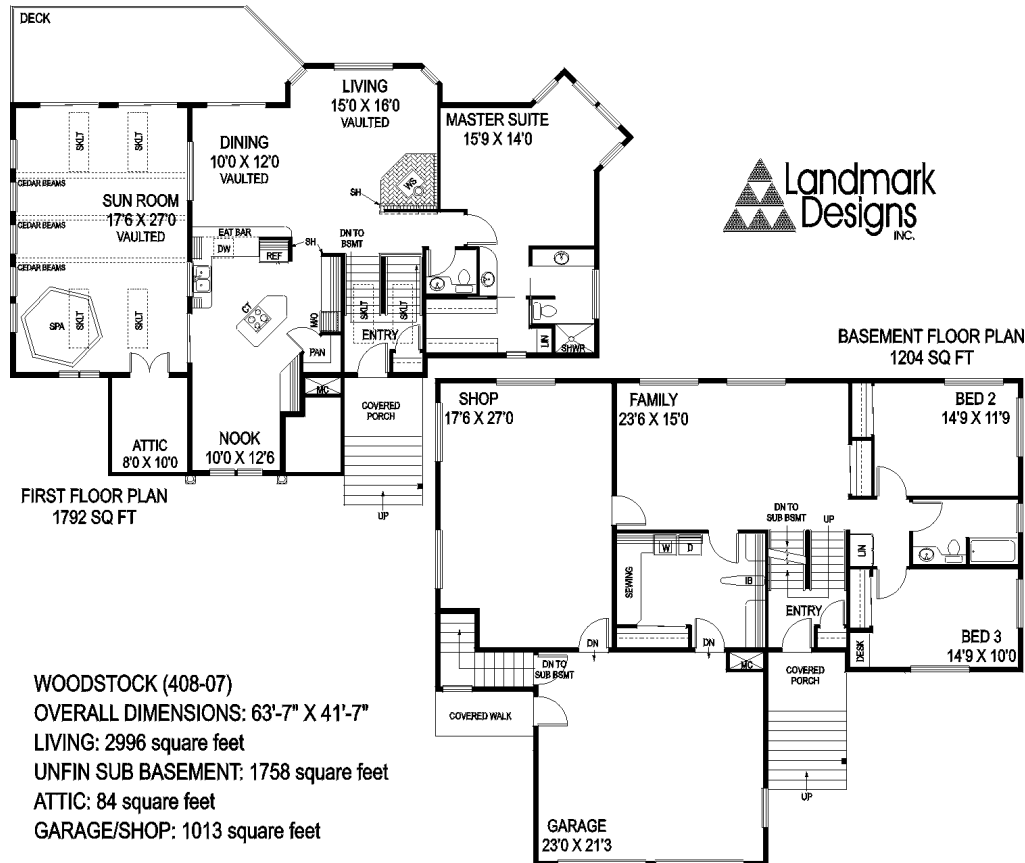 DECK
LIVING
15'0 X 16'0
VAULTED
MASTER SUITE
15'9 X 14'0
DINING
10'0 X 12'0
VAULTED
SKLT
SKLT
CEDAR BEAMS
SUN ROOM
17'6 X 27'0
VAULTED
CEDAR BEAMS
CEDAR BEAMS
WS
SH
EAT BAR
DW
REF
SH
DN TO
BSMT
SPA
SKLT
SKLT
CT
M/O
SKLT
SKLT
ENTRY
PAN
LIN
SHWR
MC
COVERED
PORCH
ATTIC
8'0 X 10'0
NOOK
10'0 X 12'6
UP
FIRST FLOOR PLAN
1792 SQ FT
Landmark
Designs
INC.
BASEMENT FLOOR PLAN
1204 SQ FT
SHOP
17'6 X 27'0
FAMILY
23'6 X 15'0
BED 2
14'9 X 11'9
DN TO
SUB BSMT
UP
W
D
LIN
SEWING
IB
ENTRY
DESK
BED 3
14'9 X 10'0
DN
DN
DN TO
SUB BSMT
MC
COVERED
PORCH
COVERED WALK
UP
GARAGE
23'0 X 21'3
WOODSTOCK (408-07)
OVERALL DIMENSIONS: 63'-7" X 41'-7"
LIVING: 2996 square feet
UNFIN SUB BASEMENT: 1758 square feet
ATTIC: 84 square feet
GARAGE/SHOP: 1013 square feet